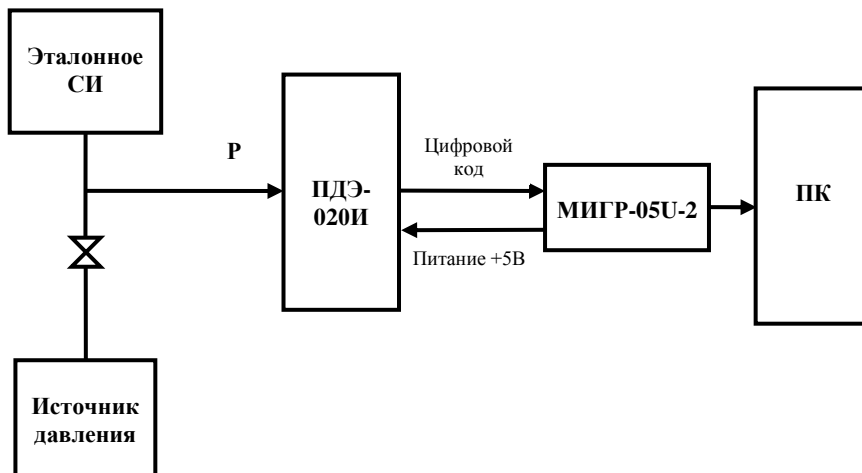 Эталонное
СИ
Р
ПДЭ-
020И
Цифровой
код
МИГР-05U-2
ПК
Питание +5В
Источник
давления